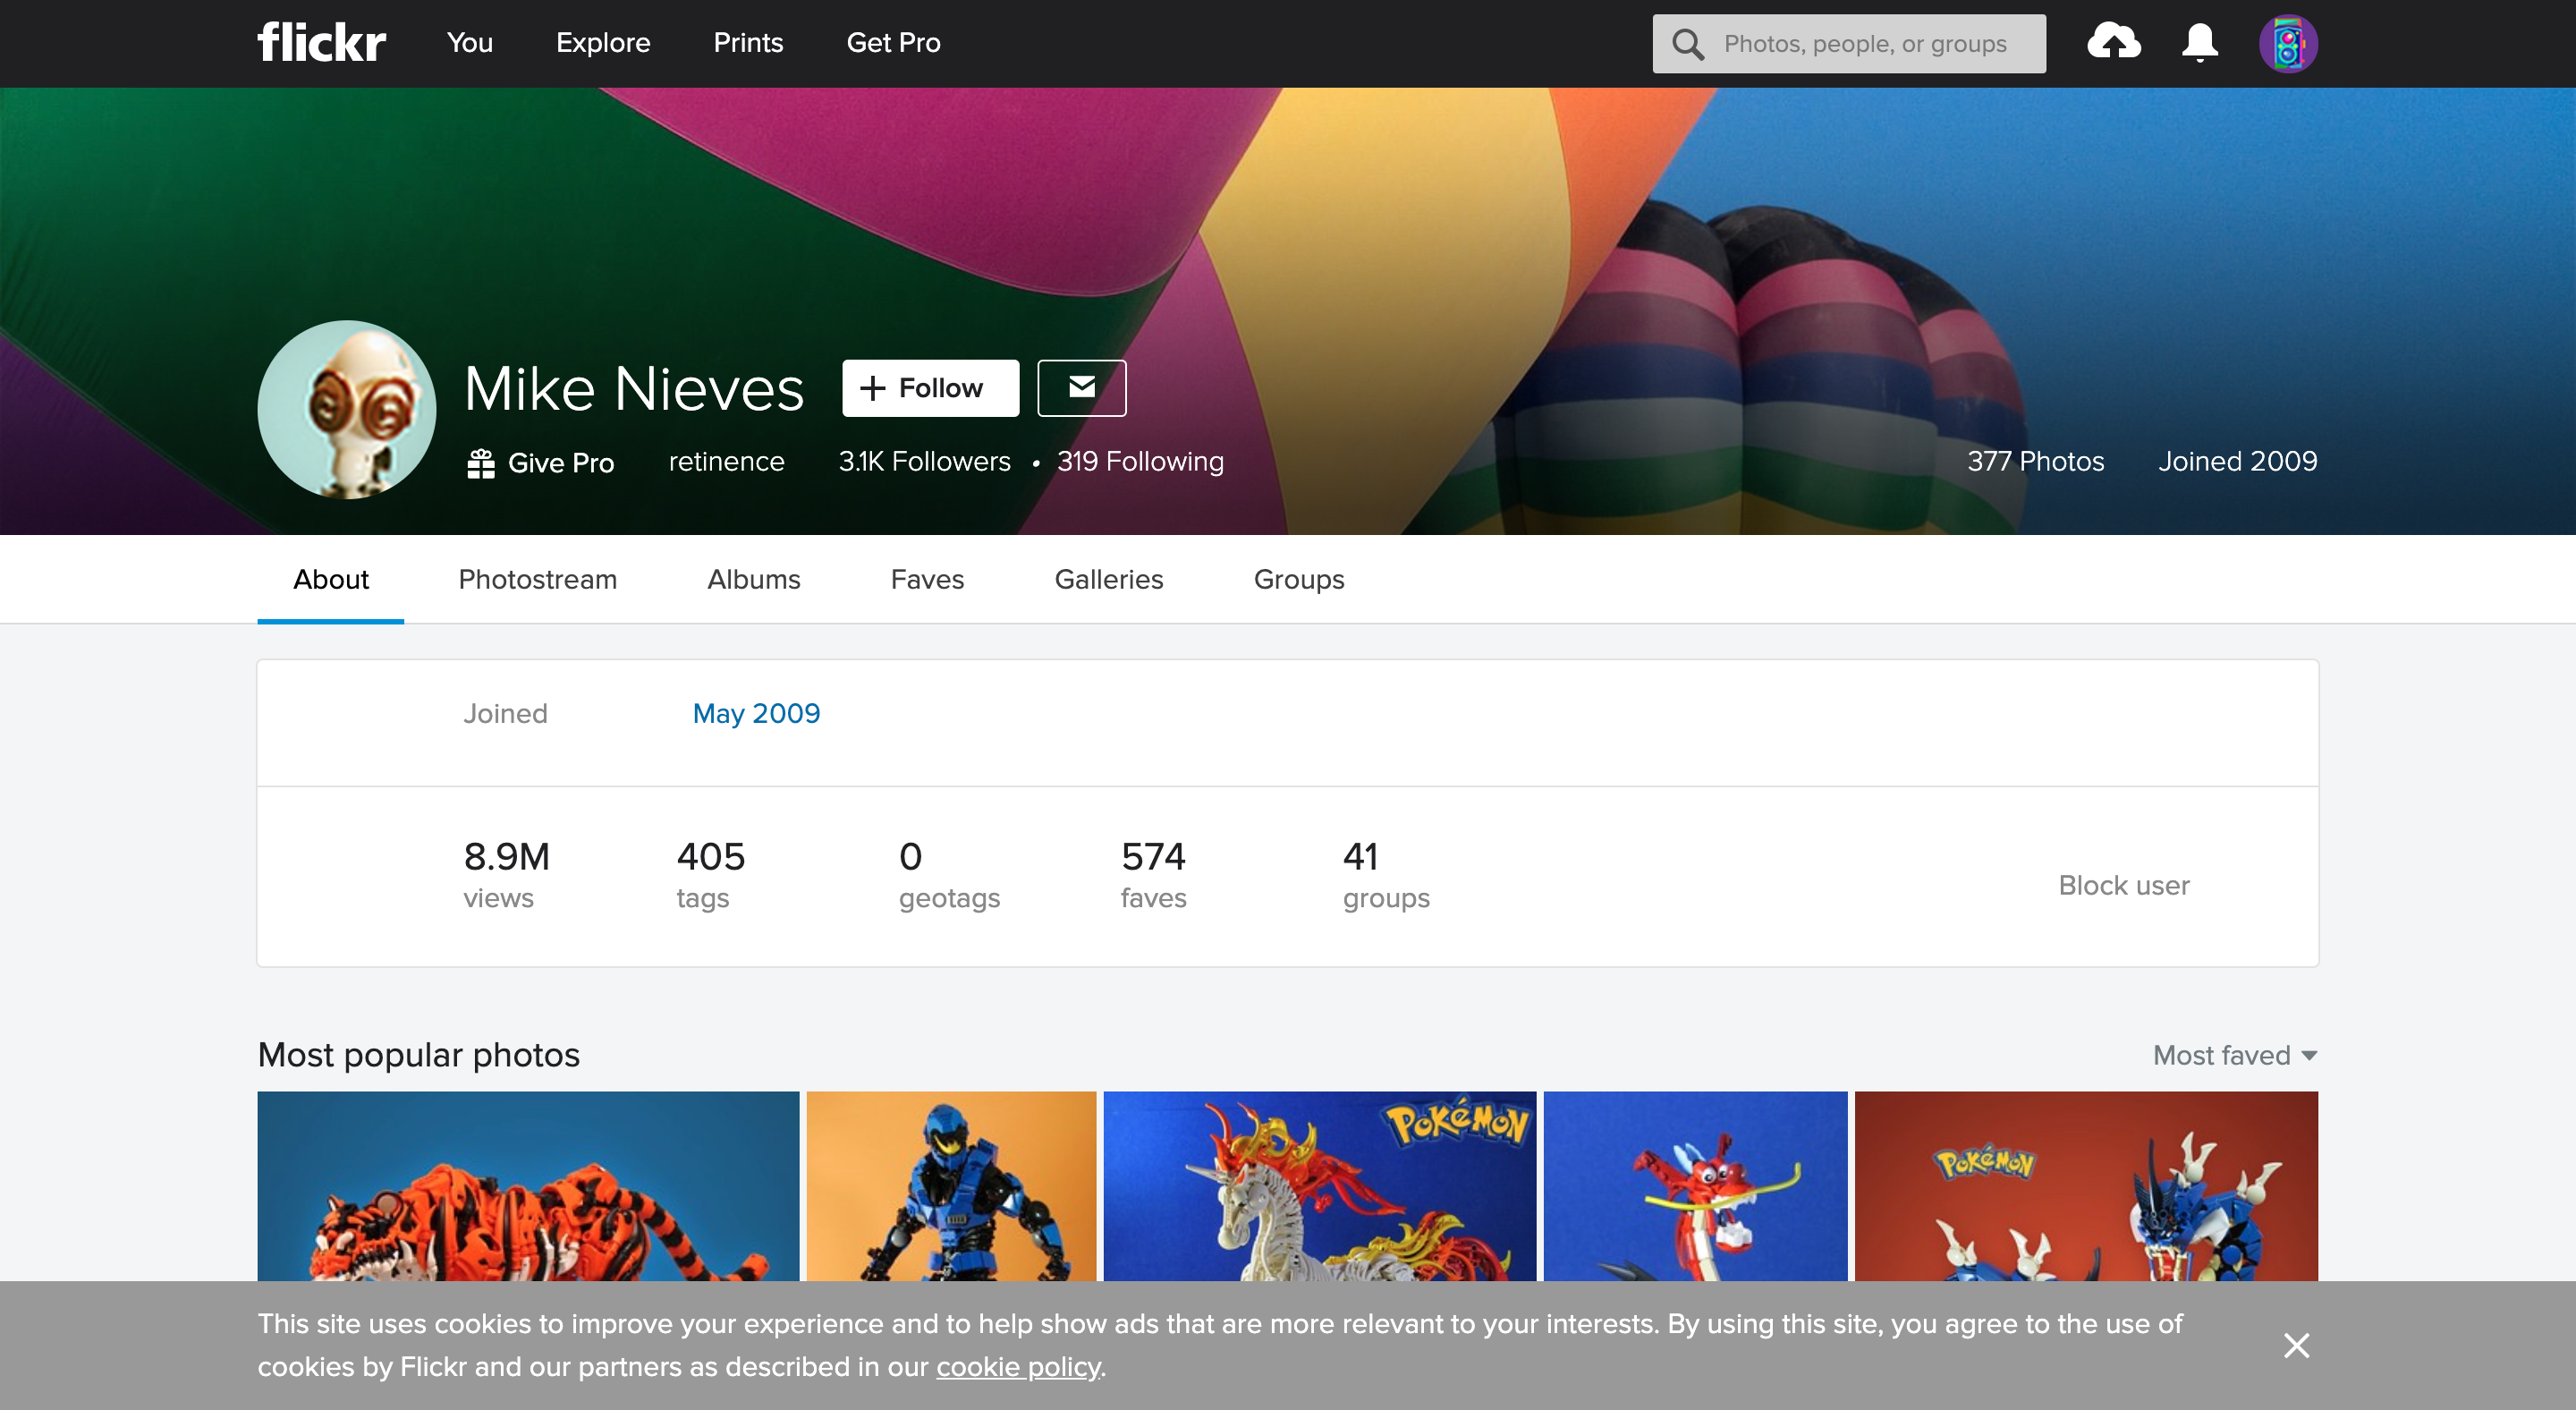 flickr
You
Explore
Prints
Get Pro
Photos, people, or groups
Mike Nieves
Follow
Give Pro
retinence
3.1K Followers • 319 Following
377 Photos
Joined 2009
About
Photostream
Albums
Faves
Galleries
Groups
Joined
May 2009
8.9M
views
405
tags
0
geotags
574
faves
41
groups
Block user
Most popular photos
Most faved
POKéMON
POKéMON
This site uses cookies to improve your experience and to help show ads that are more relevant to your interests. By using this site, you agree to the use of
cookies by Flickr and our partners as described in our cookie policy.